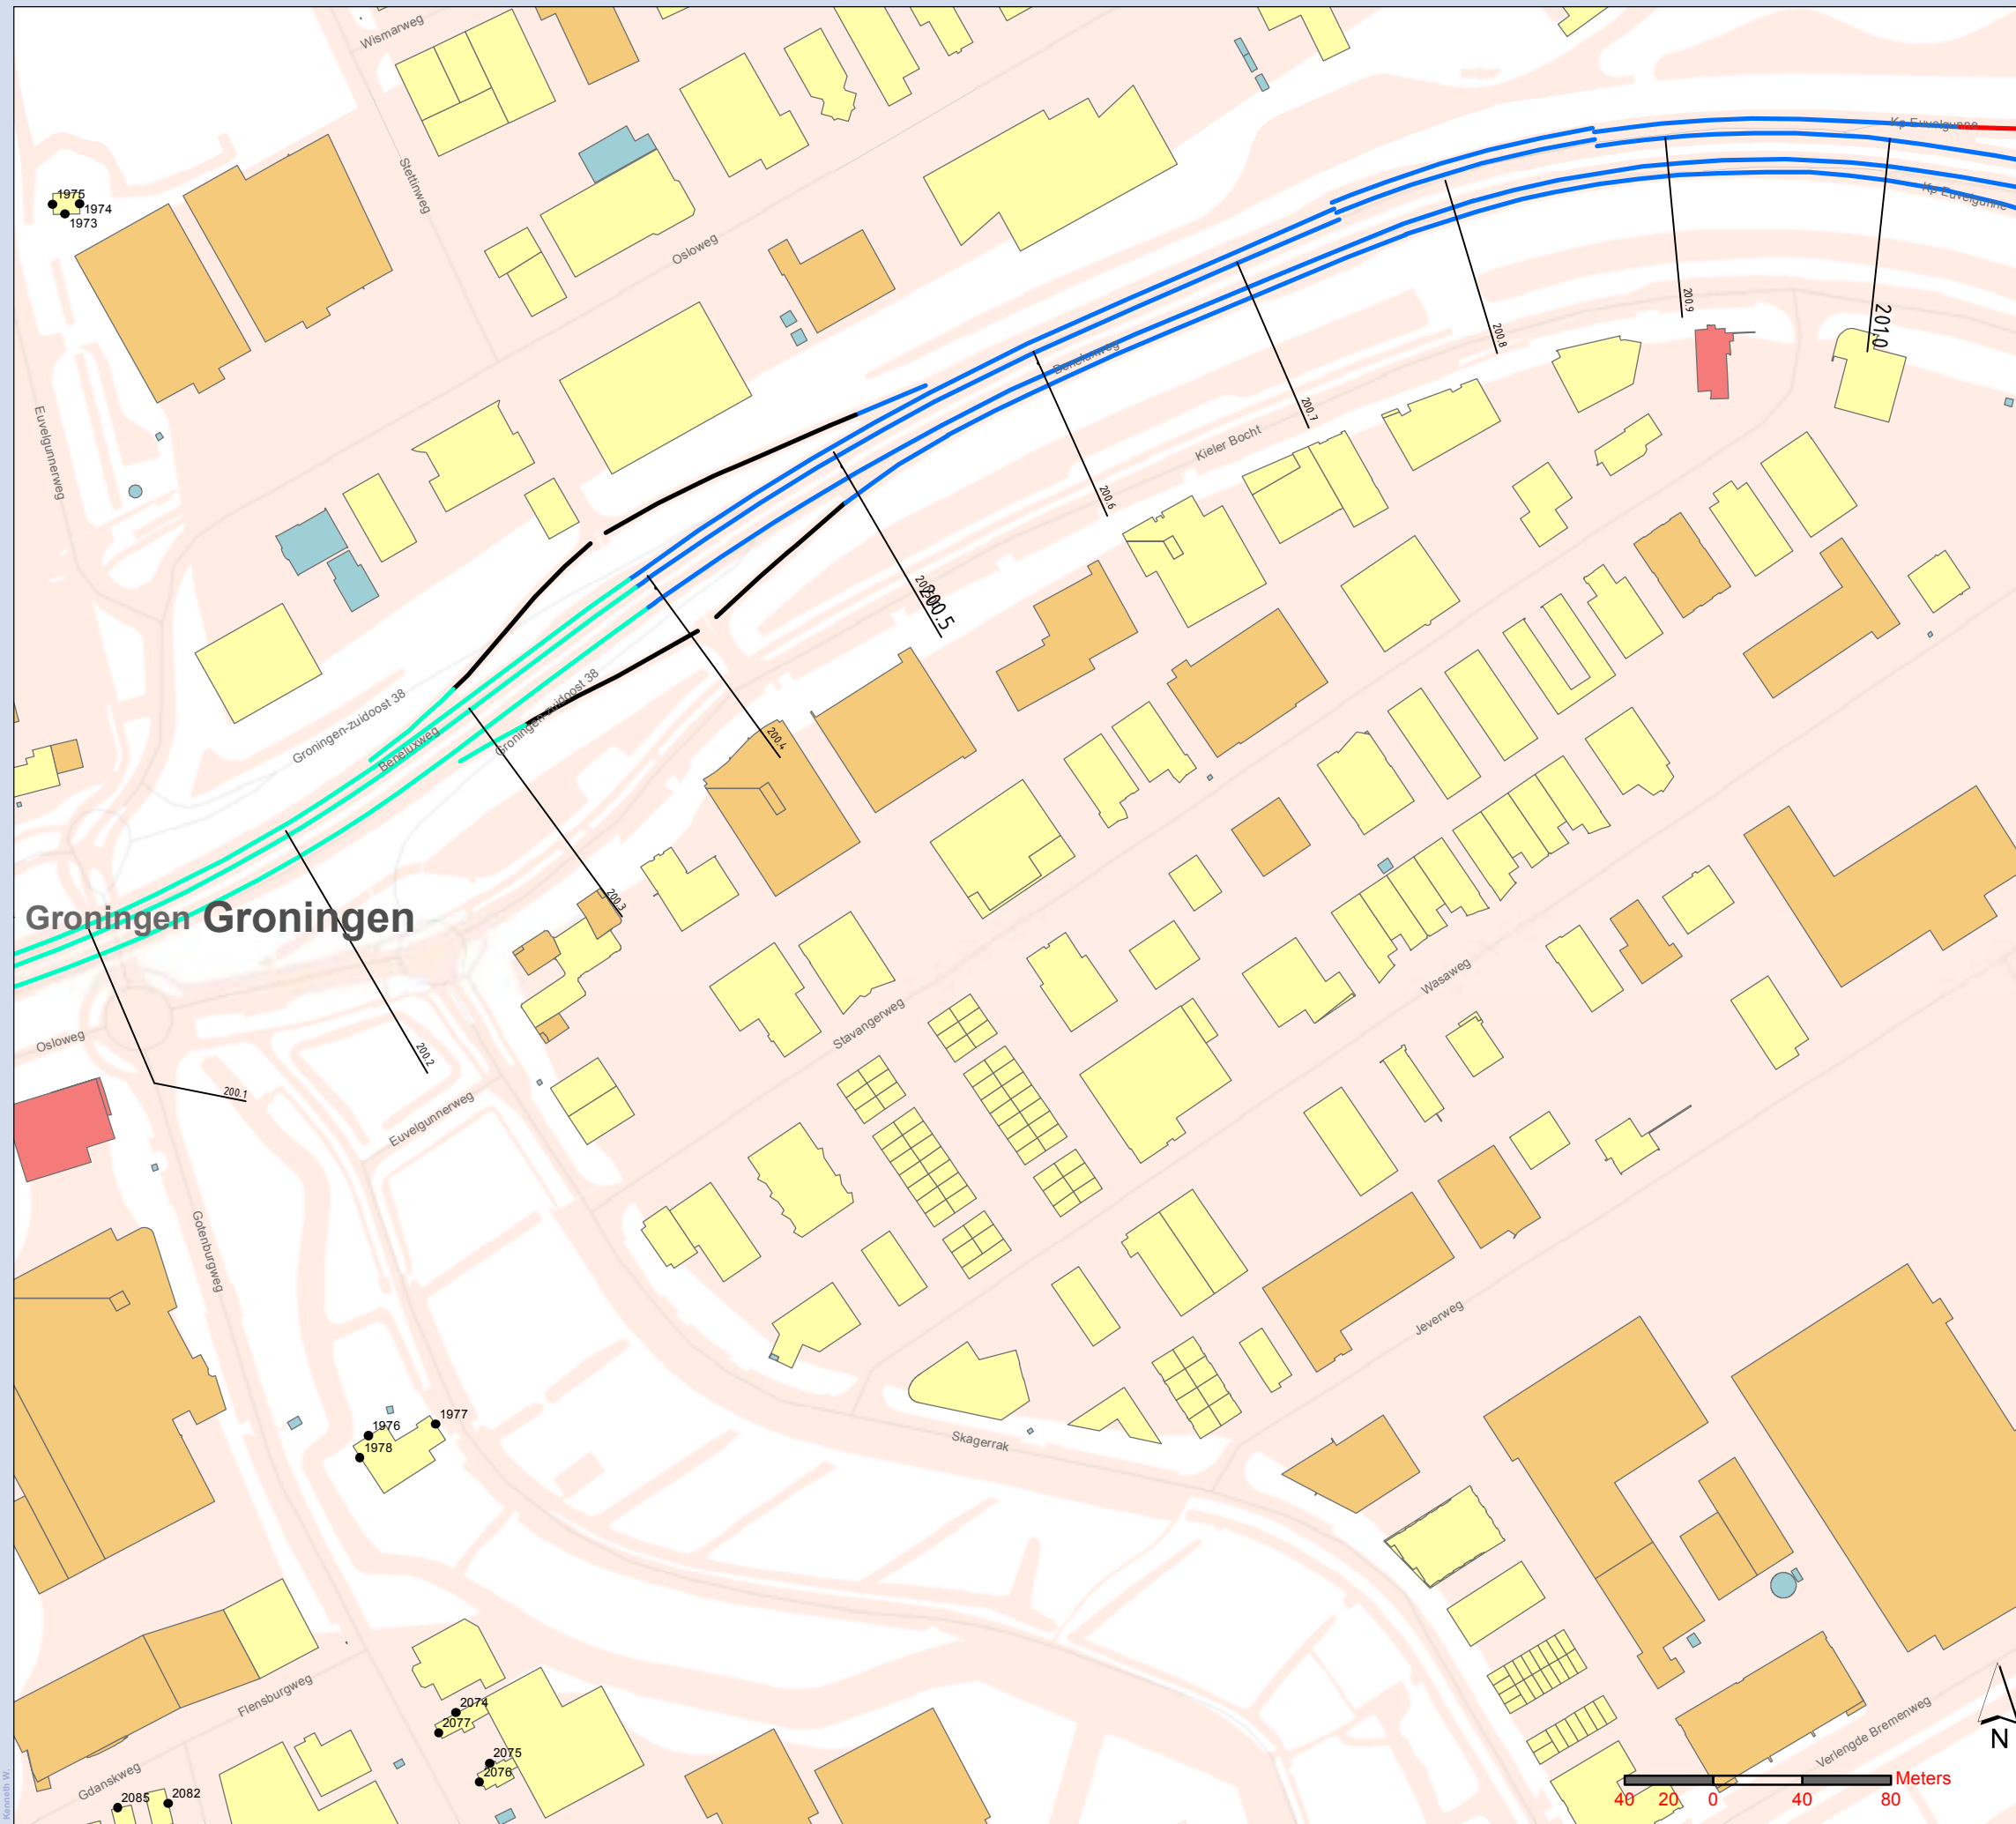 Wismarweg
Stettinweg
Kp Euvelgunne
Kp Euvelgunne
1975
1974
1973
Osloweg
200.9
201.0
200.8
Beneluxweg
200.7
Kieler Bocht
Euvelgunnerweg
200.6
200.5
Groningen-zuidoost 38
Groningen-zuidoost 38
Beneluxweg
200.4
200.3
Groningen
Groningen
Wasaweg
Stavangerweg
Osloweg
200.2
200.1
Euvelgunnerweg
Gotenburgweg
Jeverweg
1977
1976
1978
Skagerrak
Flensburgweg
2074
2077
2075
2076
Gdanskweg
2085
2082
Verlengde Bremenweg
N
Meters
40 20 0 40 80
Kenneth W.